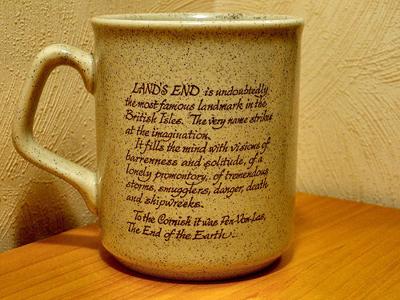 LAND'S END is undoubtedly
the most famous landmark in the
British Isles. The very name strikes
at the imagination.
It fills the mind with visions of
barrenness and solitude, of a
lonely promontory, of tremendous
storms, smugglers, danger, death
and shipwrecks.
To the Cornish it was Pen-Von-Las,
The End of the Earth.